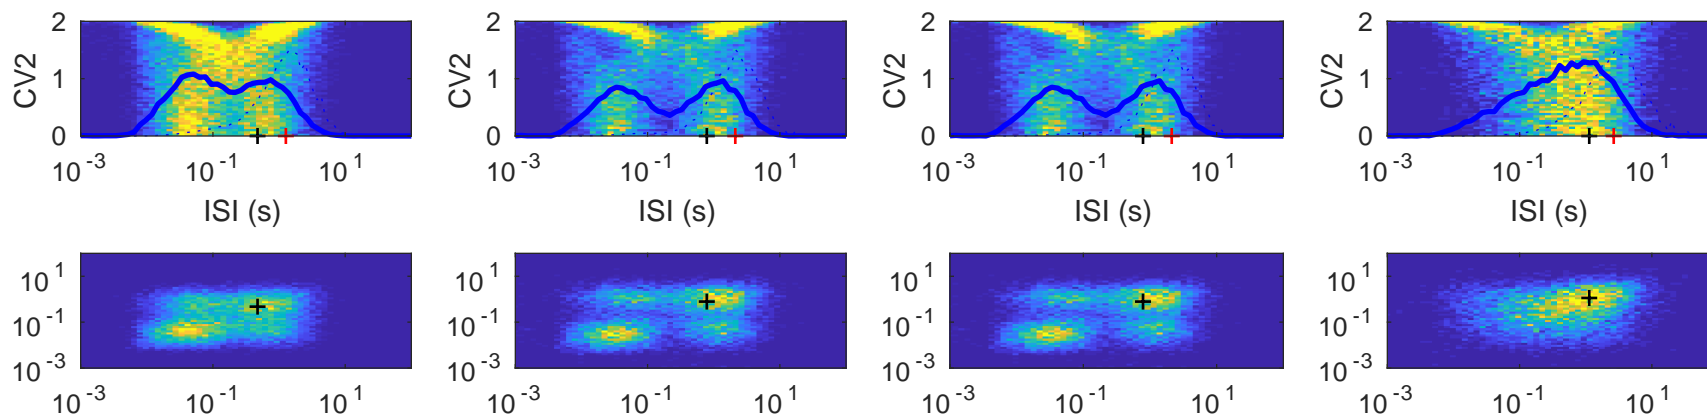 2 2 2 2
CV2 1 CV2 1 CV2 1 CV2 1
0 0 0 0
10 -3 10 -1 10 1 10 -3 10 -1 10 1 10 -3 10 -1 10 1 10 -3 10 -1 10 1
ISI (s) ISI (s) ISI (s) ISI (s)
10 1 10 1 10 1 10 1
10 -1 10 -1 10 -1 10 -1
10 -3 10 -3 10 -3 10 -3
10 -3 10 -1 10 1 10 -3 10 -1 10 1 10 -3 10 -1 10 1 10 -3 10 -1 10 1